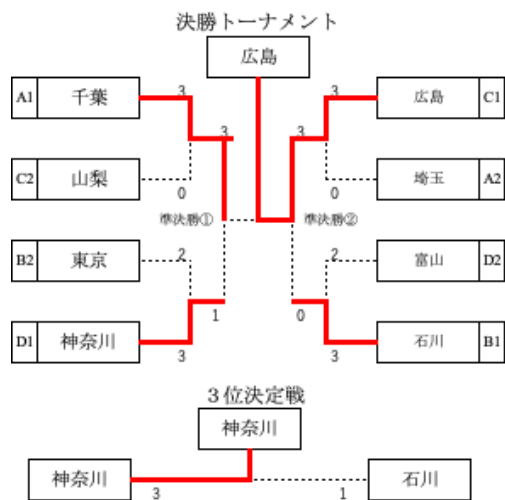 決勝トーナメント
広島
A1 千葉 3 3 広島 C1
3 3
C2 山梨 0 0 埼玉 A2
準決勝① 準決勝②
B2 東京 2 2 富山 D2
1 0
D1 神奈川 3 3 石川 B1
3位決定戦
神奈川
神奈川 3 1 石川